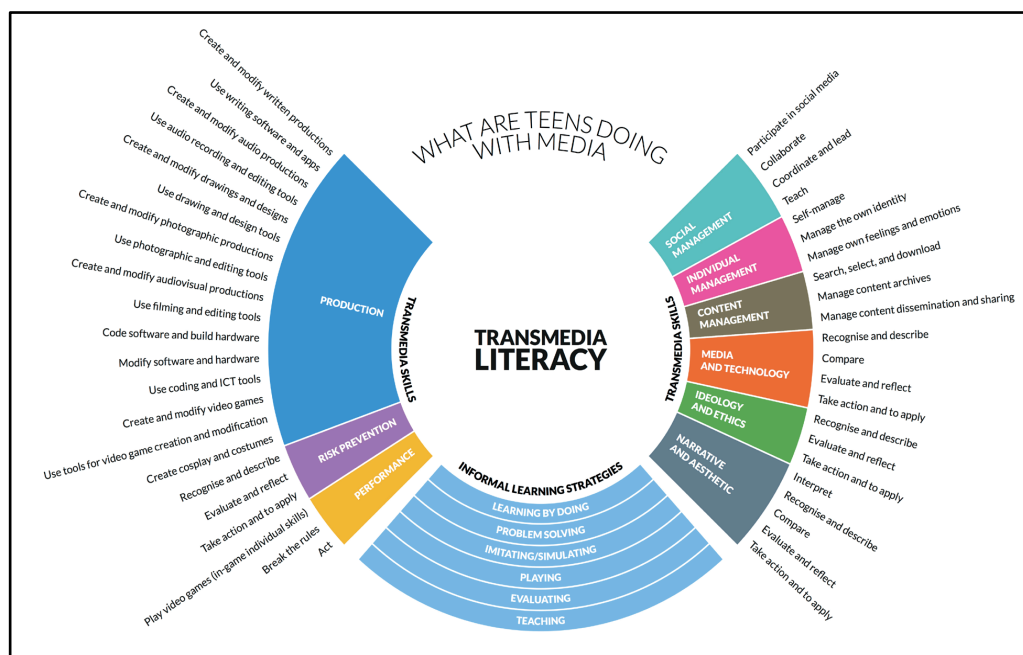 WHAT ARE TEENS DOING
WITH MEDIA
TRANSMEDIA
LITERACY
TRANSMEDIA SKILLS
PRODUCTION
Create and modify written productions
Use writing software and apps
Create and modify audio productions
Use audio recording and editing tools
Create and modify drawings and designs
Use drawing and design tools
Create and modify photographic productions
Use photographic and editing tools
Create and modify audiovisual productions
Use filming and editing tools
Code software and build hardware
Modify software and hardware
Use coding and ICT tools
Create and modify video games
Use tools for video game creation and modification
Create cosplay and costumes
RISK PREVENTION
Recognise and describe
Evaluate and reflect
Take action and to apply
PERFORMANCE
Play video games (in-game individual skills)
Break the rules
Act
INFORMAL LEARNING STRATEGIES
LEARNING BY DOING
PROBLEM SOLVING
IMITATING/SIMULATING
PLAYING
EVALUATING
TEACHING
TRANSMEDIA SKILLS
SOCIAL
MANAGEMENT
Participate in social media
Collaborate
Coordinate and lead
Teach
INDIVIDUAL
MANAGEMENT
Self-manage
Manage the own identity
Manage own feelings and emotions
CONTENT
MANAGEMENT
Search, select, and download
Manage content archives
Manage content dissemination and sharing
MEDIA
AND TECHNOLOGY
Recognise and describe
Compare
Evaluate and reflect
Take action and to apply
IDEOLOGY
AND ETHICS
Recognise and describe
Evaluate and reflect
Take action and to apply
NARRATIVE
AND AESTHETIC
Interpret
Recognise and describe
Compare
Evaluate and reflect
Take action and to apply